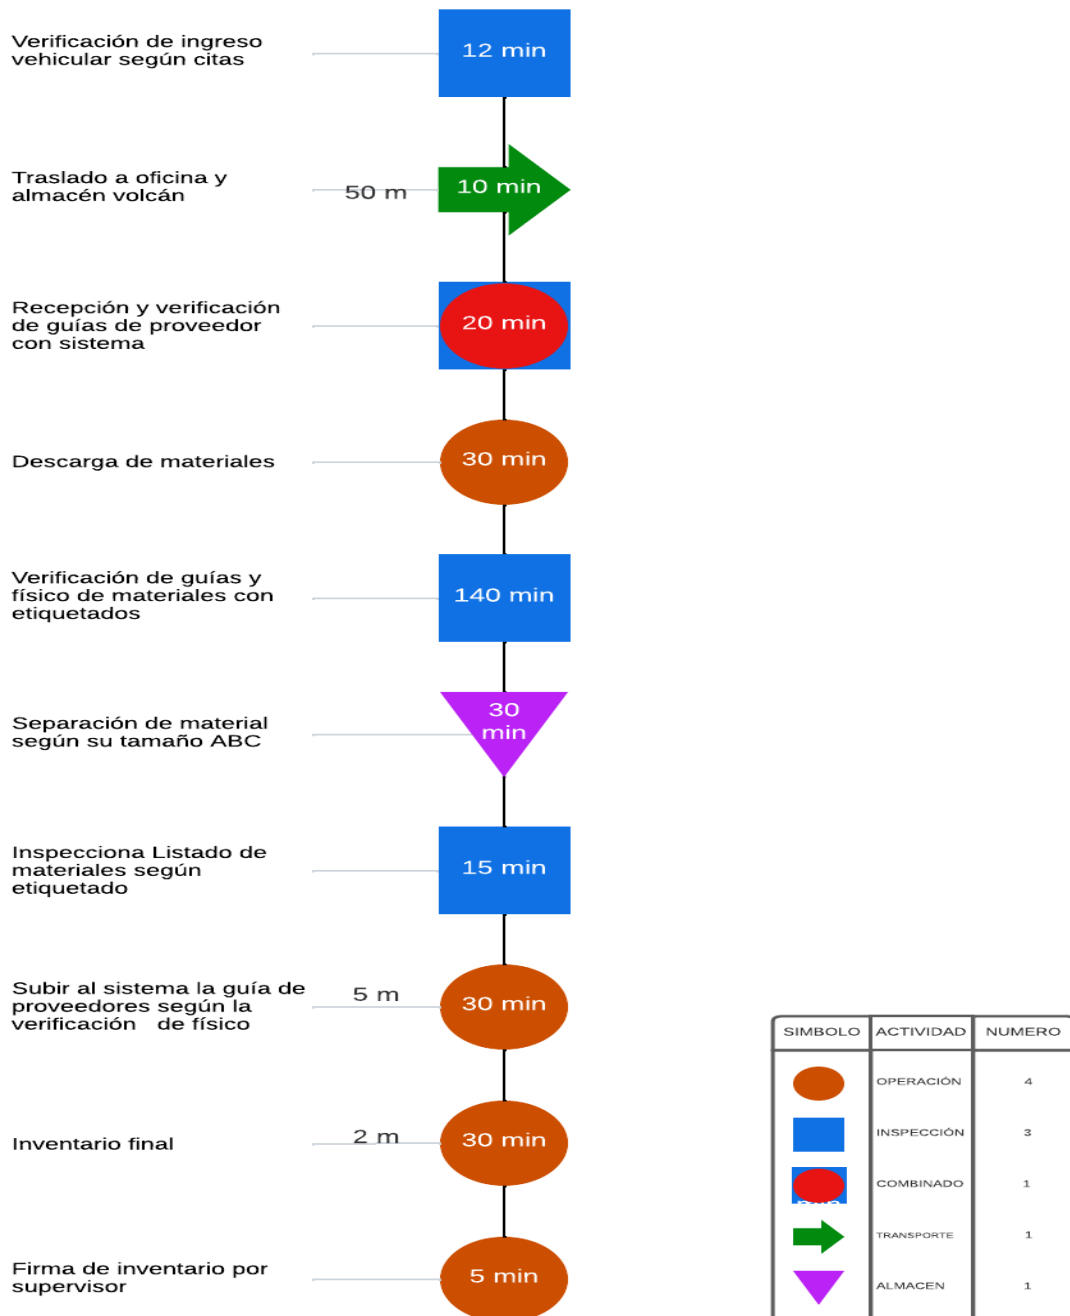 Verificación de ingreso
vehicular según citas
12 min
Traslado a oficina y
almacén volcán
50 m
10 min
Recepción y verificación
de guías de proveedor
con sistema
20 min
Descarga de materiales
30 min
Verificación de guías y
físico de materiales con
etiquetados
140 min
Separación de material
según su tamaño ABC
30
min
Inspecciona Listado de
materiales según
etiquetado
15 min
Subir al sistema la guía de
proveedores según la
verificación de físico
5 m
30 min
Inventario final
2 m
30 min
Firma de inventario por
supervisor
5 min
SIMBOLO ACTIVIDAD NUMERO
OPERACIÓN 4
INSPECCIÓN 3
COMBINADO 1
TRANSPORTE 1
ALMACEN 1